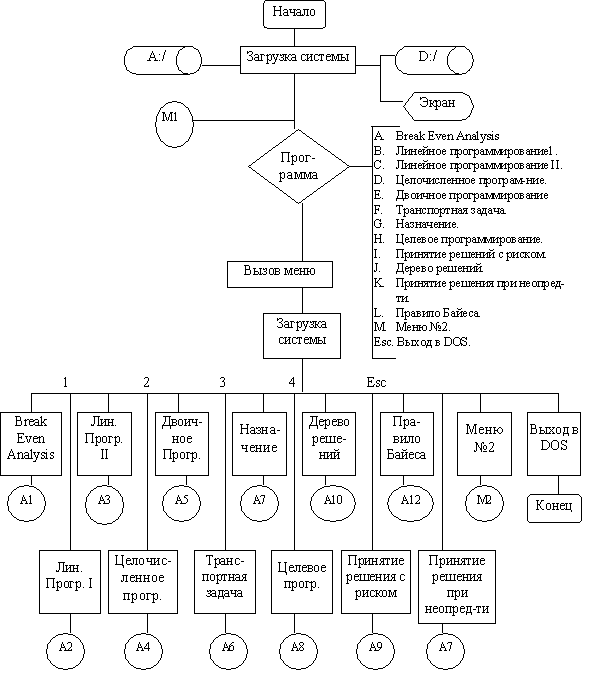 Начало
A:/
Загрузка системы
D:/
Экран
M1
Прог-
рамма
A. Break Even Analysis
B. Линейное программированиеI .
C. Линейное программирование II.
D. Целочисленное програм-ние.
E. Двоичное программирование
F. Транспортная задача.
G. Назначение.
H. Целевое программирование.
I. Принятие решений с риском.
J. Дерево решений.
K. Принятие решения при неопред-
ти.
L. Правило Байеса.
M. Меню №2.
Esc. Выход в DOS.
Вызов меню
Загрузка
системы
1
2
3
4
Esc
Break
Even
Analysis
Лин.
Прогр.
II
Двоич-
ное
Прогр.
Назна-
чение
Дерево
реше-
ний
Пра-
вило
Байеса
Меню
№2
Выход в
DOS
A1
A3
A5
A7
A10
A12
M2
Конец
Лин.
Прогр. I
Целочис-
ленное
прогр.
Транс-
портная
задача
Целевое
прогр.
Принятие
решения с
риском
Принятие
решения
при
неопред-ти
A2
A4
A6
A8
A9
A7